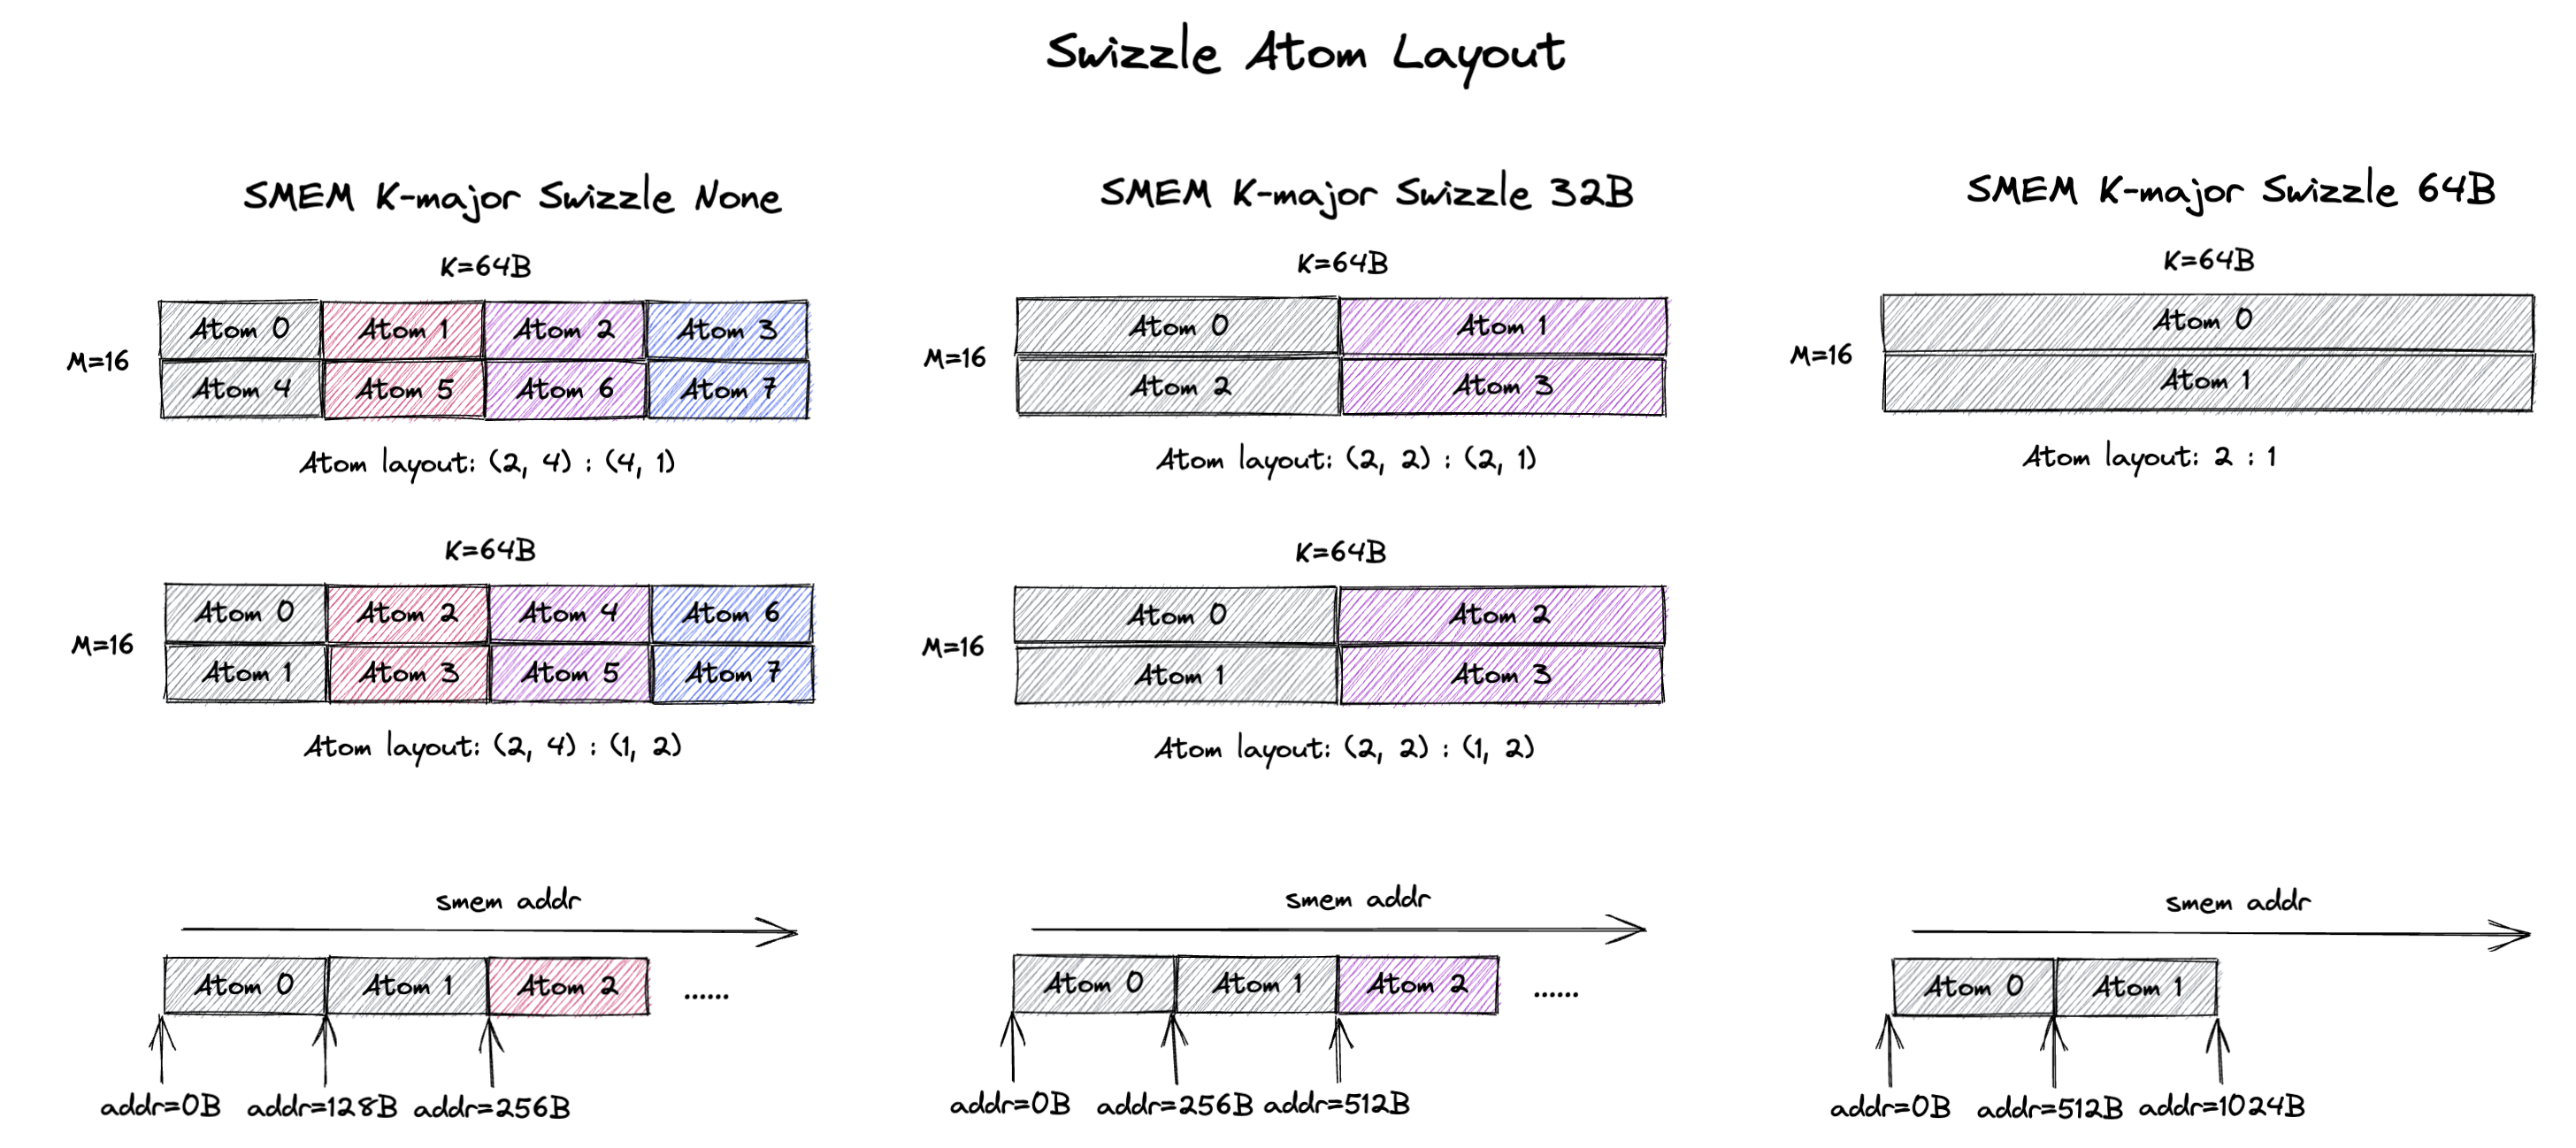 Swizzle Atom Layout
SMEM K-major Swizzle None
K=64B
M=16
Atom 0 Atom 1 Atom 2 Atom 3
Atom 4 Atom 5 Atom 6 Atom 7
Atom layout: (2, 4) : (4, 1)
K=64B
M=16
Atom 0 Atom 2 Atom 4 Atom 6
Atom 1 Atom 3 Atom 5 Atom 7
Atom layout: (2, 4) : (1, 2)
smem addr
Atom 0 Atom 1 Atom 2 ......
addr=0B addr=128B addr=256B
SMEM K-major Swizzle 32B
K=64B
M=16
Atom 0 Atom 1
Atom 2 Atom 3
Atom layout: (2, 2) : (2, 1)
K=64B
M=16
Atom 0 Atom 2
Atom 1 Atom 3
Atom layout: (2, 2) : (1, 2)
smem addr
Atom 0 Atom 1 Atom 2 ......
addr=0B addr=256B addr=512B
SMEM K-major Swizzle 64B
K=64B
M=16
Atom 0
Atom 1
Atom layout: 2 : 1
smem addr
Atom 0 Atom 1
addr=0B addr=512B addr=1024B